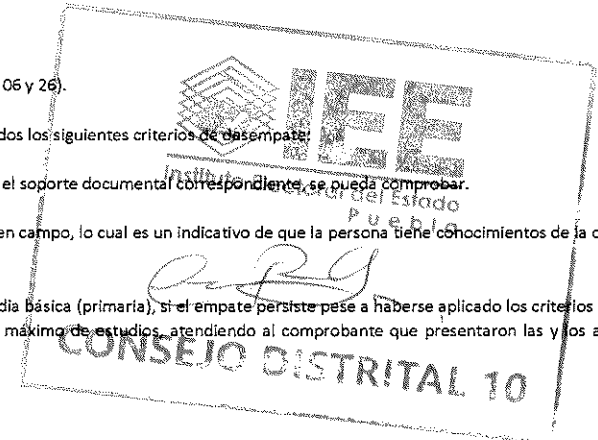 06 y 26).
IEE
dos los siguientes criterios de desempate:
el soporte documental correspondiente, se pueda comprobar.
Instituto Electoral del Estado
Puebla
en campo, lo cual es un indicativo de que la persona tiene conocimientos de la
dia básica (primaria), si el empate persiste pese a haberse aplicado los criterios
máximo de estudios, atendiendo al comprobante que presentaron las y los
CONSEJO DISTRITAL 10